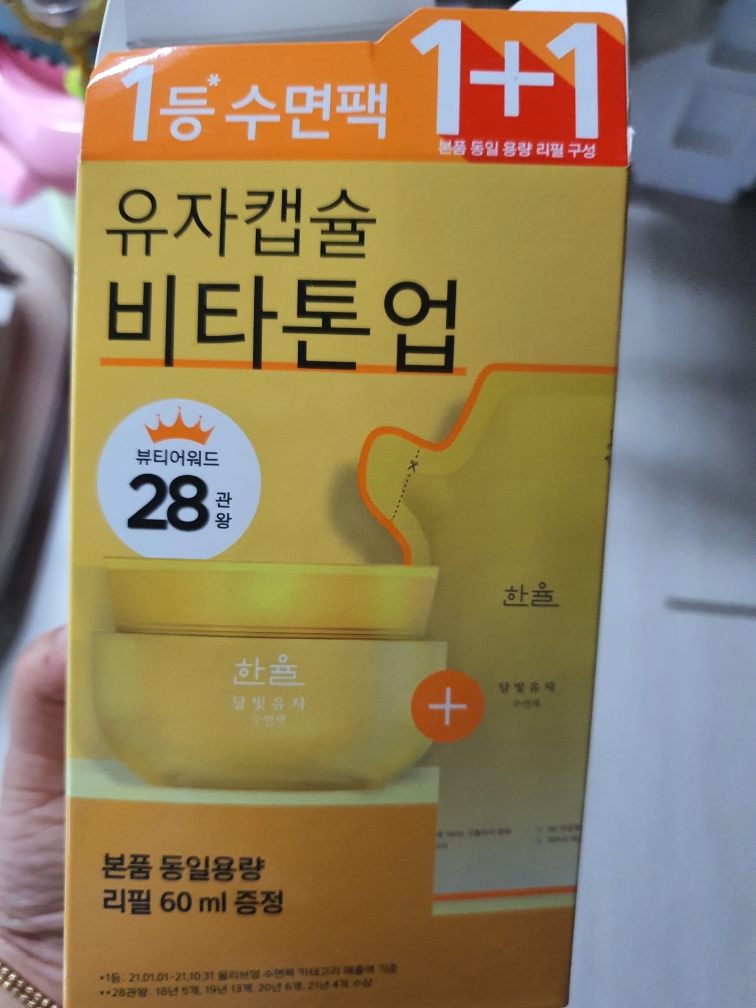 1등* 수면팩
1+1
본품 동일 용량 리필 구성
유자캡슐
비타톤업
뷰티어워드
28관왕
한율
달빛유자
수면팩
한율
달빛유자
수면팩
본품 동일용량
리필 60 ml 증정
*1등: 21.01.01-21.10.31 올리브영 수면팩 카테고리 매출액 기준
**28관왕: 18년 5개, 19년 13개, 20년 6개, 21년 4개 수상